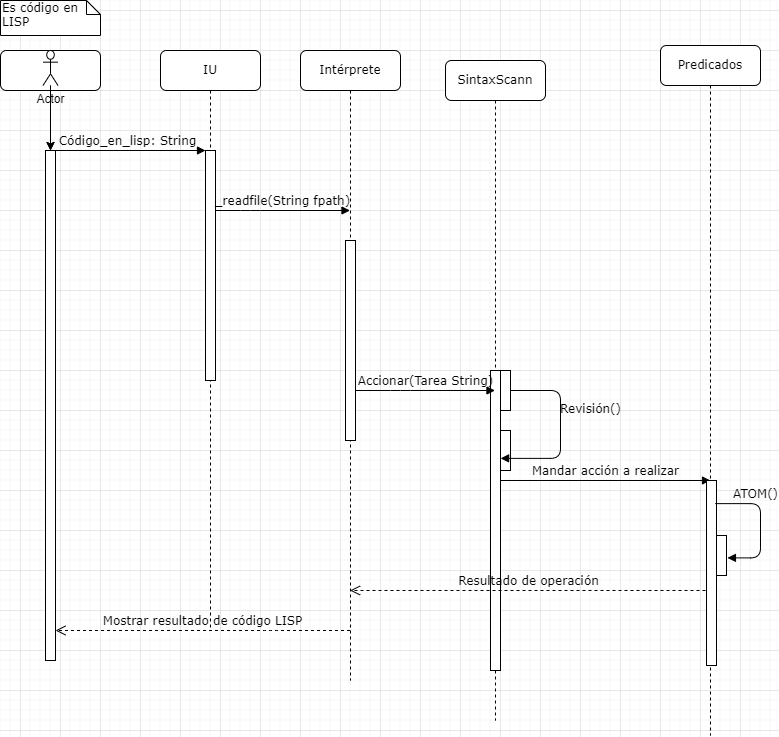 Es código en
LISP
Actor
IU
Intérprete
SintaxScann
Predicados
Código_en_lisp: String
_readfile(String fpath)
Accionar(Tarea String)
Revisión()
Mandar acción a realizar
ATOM()
Resultado de operación
Mostrar resultado de código LISP